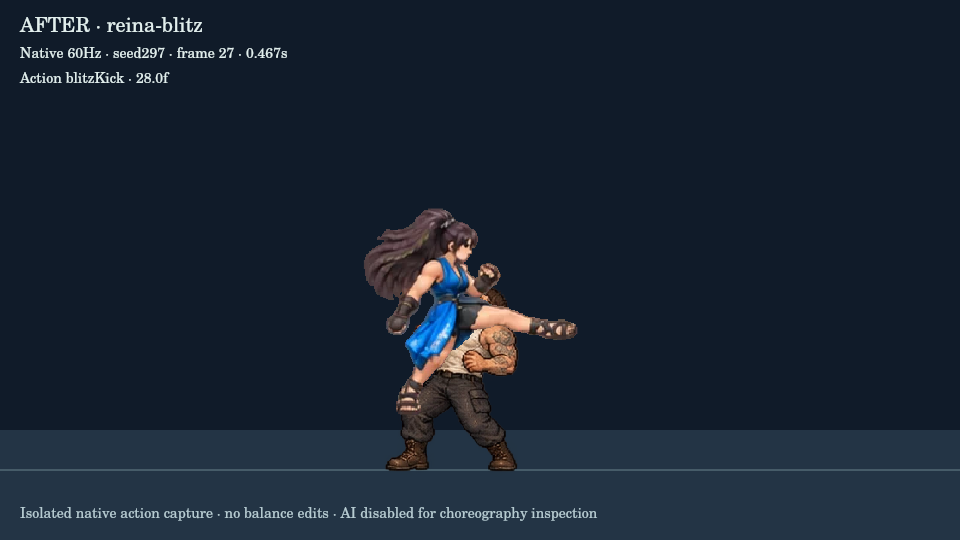 AFTER · reina-blitz
Native 60Hz · seed297 · frame 27 · 0.467s
Action blitzKick · 28.0f
Isolated native action capture · no balance edits · AI disabled for choreography inspection